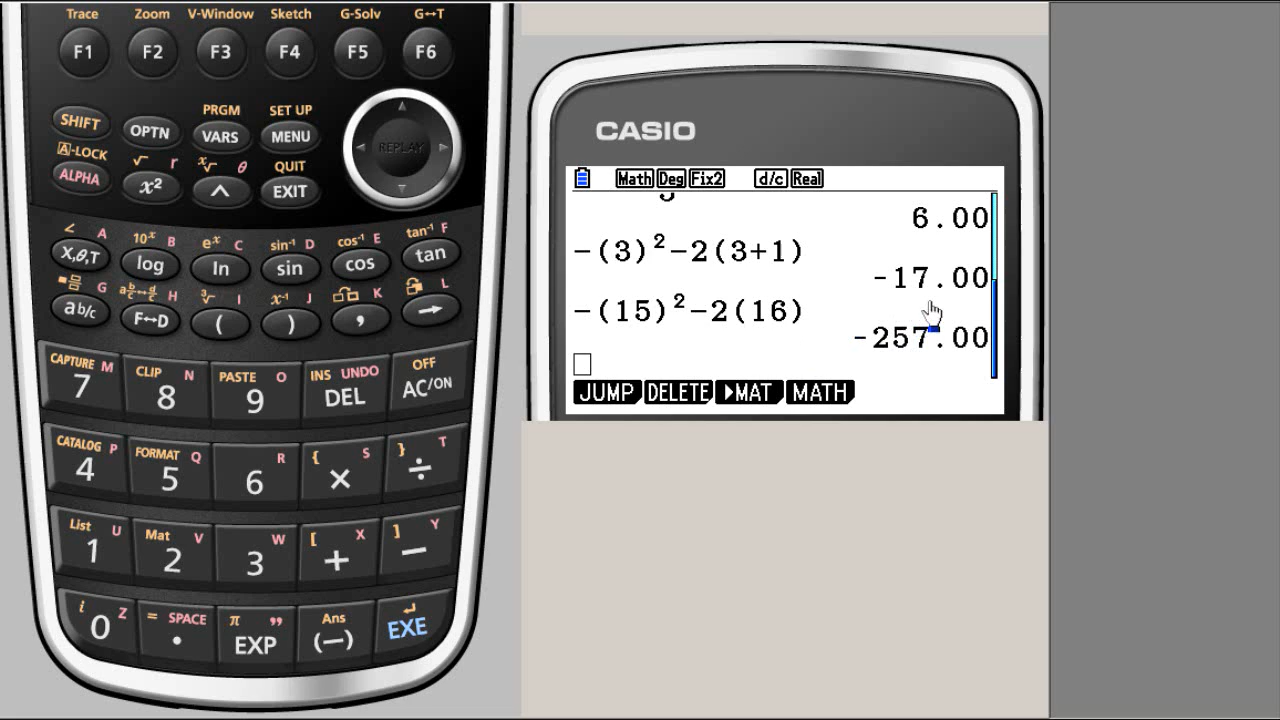 Trace Zoom V-Window Sketch G-Solv G↔T
F1 F2 F3 F4 F5 F6
PRGM SET UP
SHIFT OPTN VARS MENU
REPLAY
A-LOCK √ r x√ θ QUIT
ALPHA x² ^ EXIT
∠ A 10ˣ B eˣ C sin⁻¹ D cos⁻¹ E tan⁻¹ F
X,θ,T log ln sin cos tan
G a b/c↔d/c H ³√ I x⁻¹ J K L
a b/c F↔D ( ) , →
CAPTURE M CLIP N PASTE O INS UNDO OFF
7 8 9 DEL AC/ON
CATALOG P FORMAT Q R { S } T
4 5 6 × ÷
List U Mat V W [ X ] Y
1 2 3 + −
i Z = SPACE π " Ans ↵
0 . EXP (−) EXE
CASIO
Math Deg Fix2 d/c Real
6.00
-(3)²-2(3+1)
-17.00
-(15)²-2(16)
-257.00
JUMP DELETE ▶MAT MATH